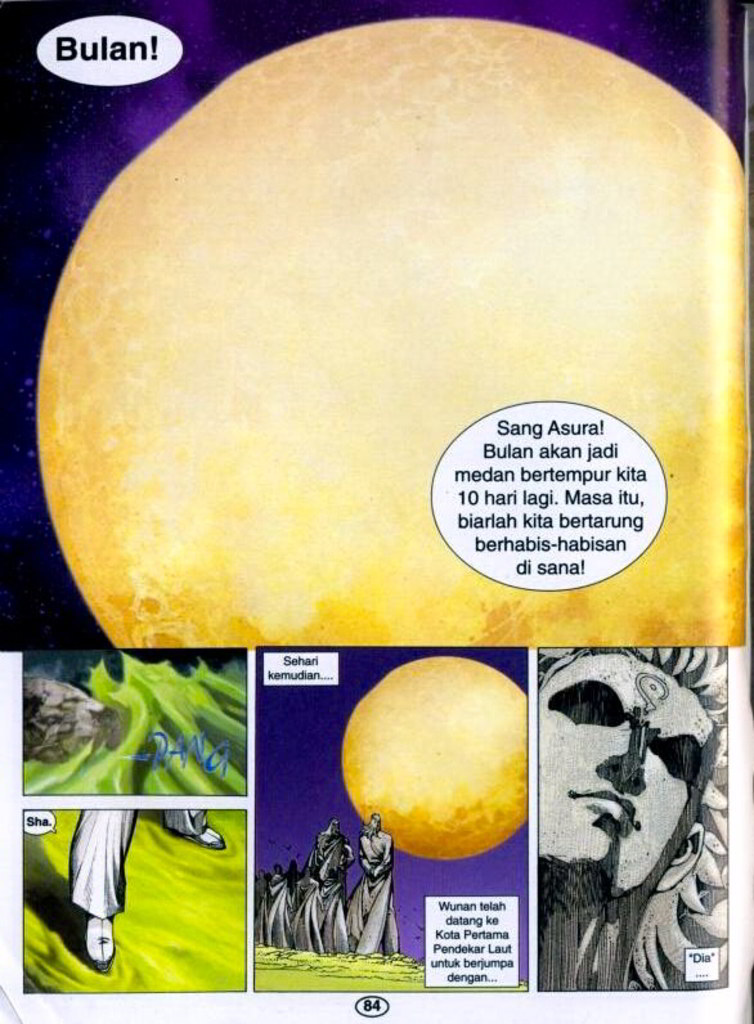 Bulan!
Sang Asura!
Bulan akan jadi
medan bertempur kita
10 hari lagi. Masa itu,
biarlah kita bertarung
berhabis-habisan
di sana!
DANG
Sha.
Sehari
kemudian....
Wunan telah
datang ke
Kota Pertama
Pendekar Laut
untuk berjumpa
dengan...
"Dia"
....
84